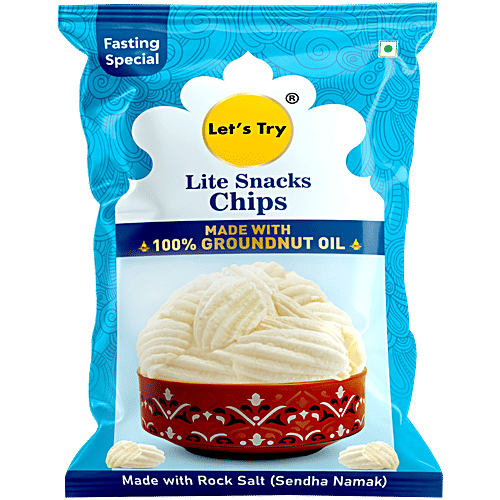 Fasting
Special
®
Let's Try
Lite Snacks
Chips
MADE WITH
100% GROUNDNUT OIL
Made with Rock Salt (Sendha Namak)